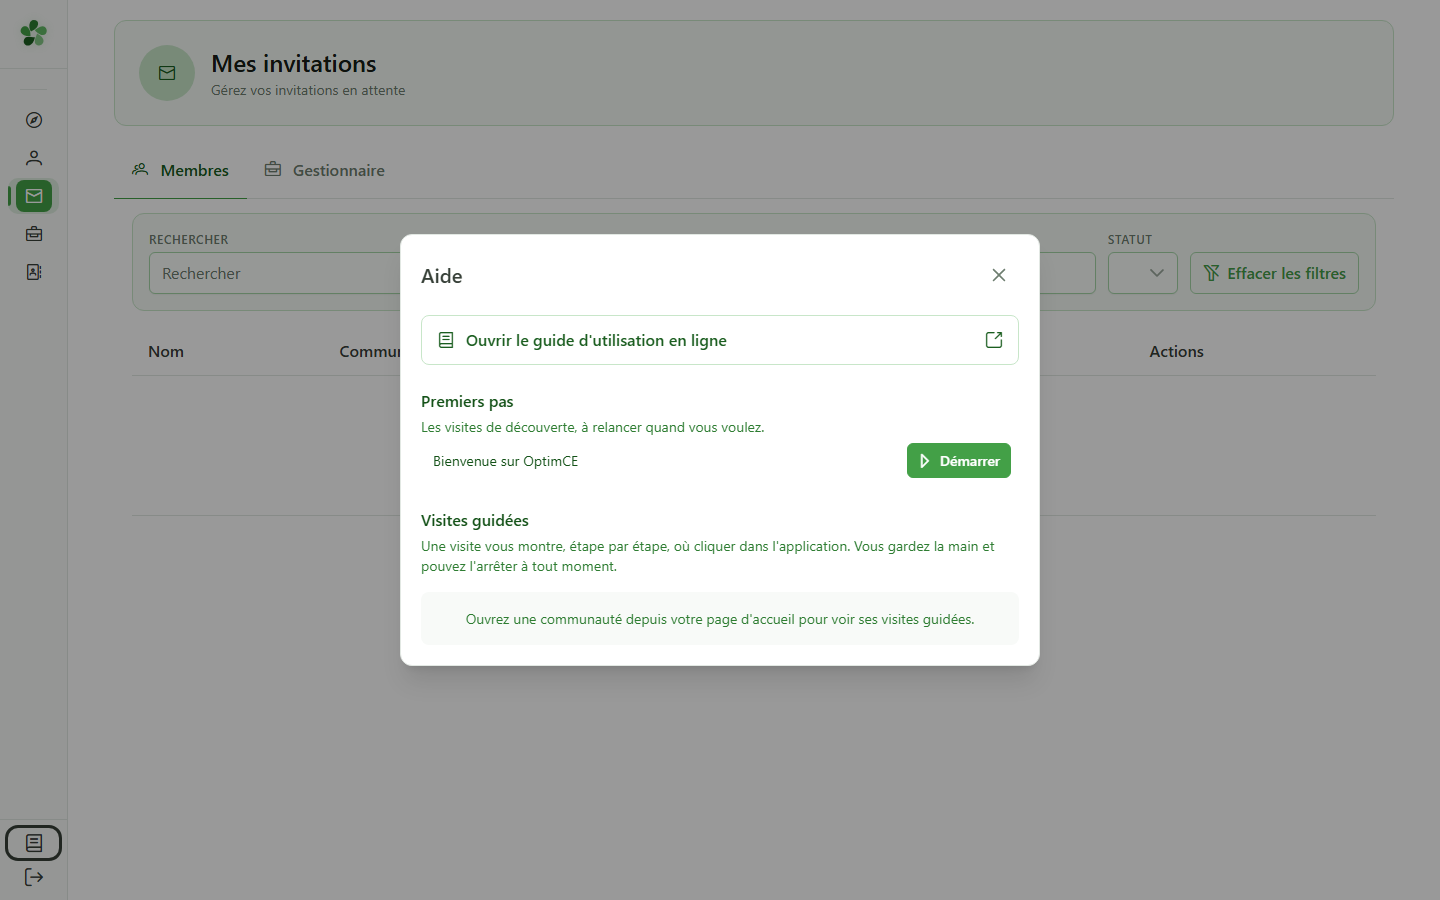 Mes invitations
Gérez vos invitations en attente
Membres
Gestionnaire
RECHERCHER
STATUT
Rechercher
Effacer les filtres
Nom
Actions
Aide
Ouvrir le guide d'utilisation en ligne
Premiers pas
Les visites de découverte, à relancer quand vous voulez.
Bienvenue sur OptimCE
Démarrer
Visites guidées
Une visite vous montre, étape par étape, où cliquer dans l'application. Vous gardez la main et
pouvez l'arrêter à tout moment.
Ouvrez une communauté depuis votre page d'accueil pour voir ses visites guidées.